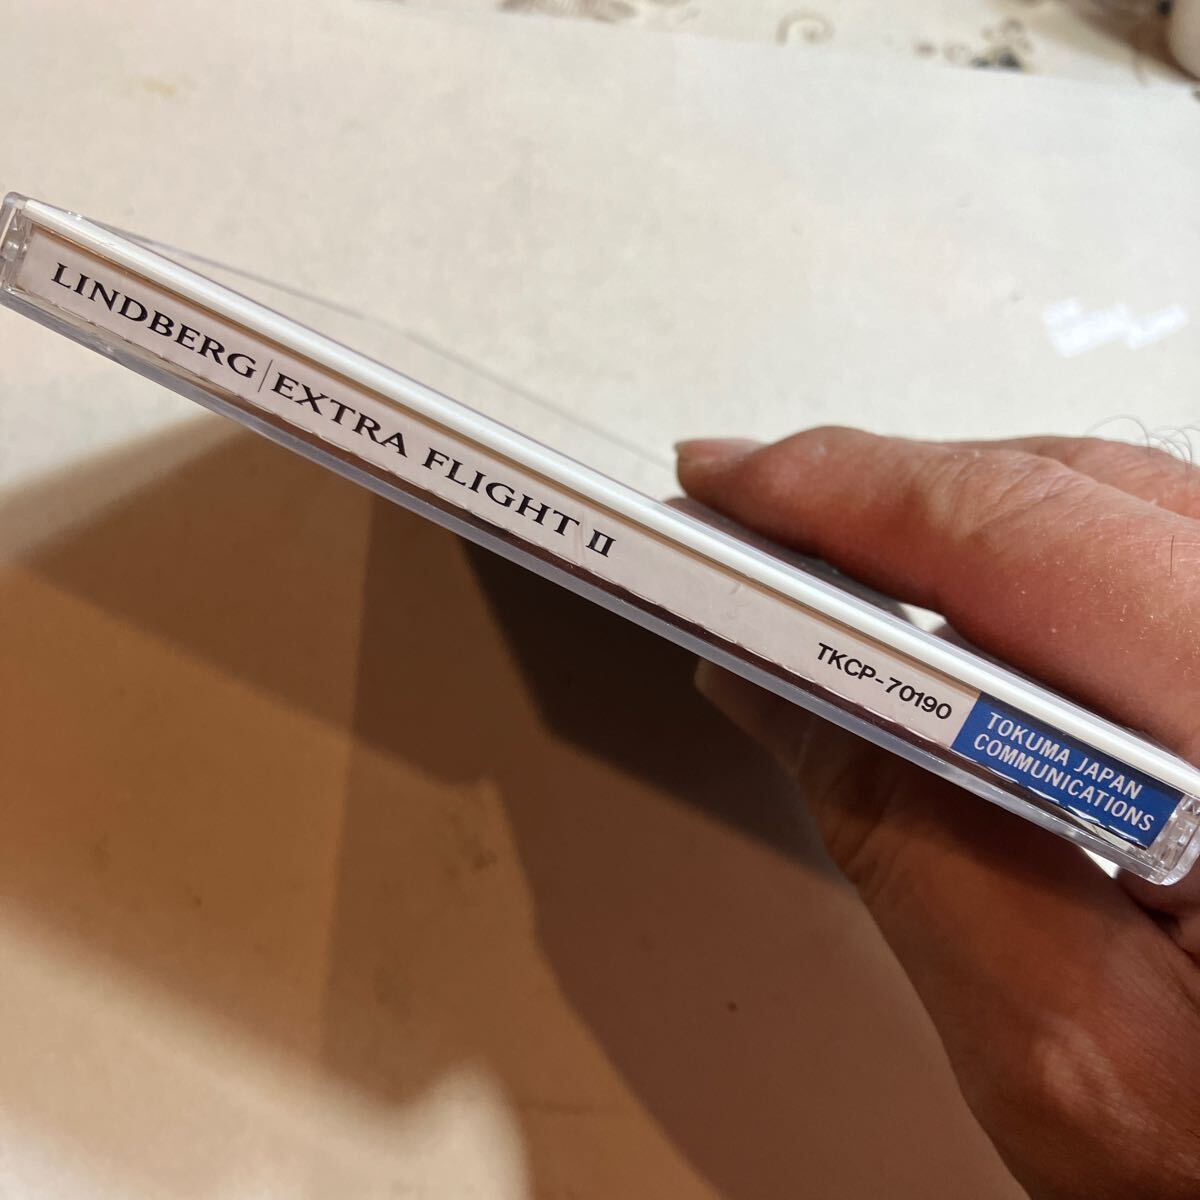 LINDBERG|EXTRA FLIGHT II
TKCP-70190
TOKUMA JAPAN
COMMUNICATIONS